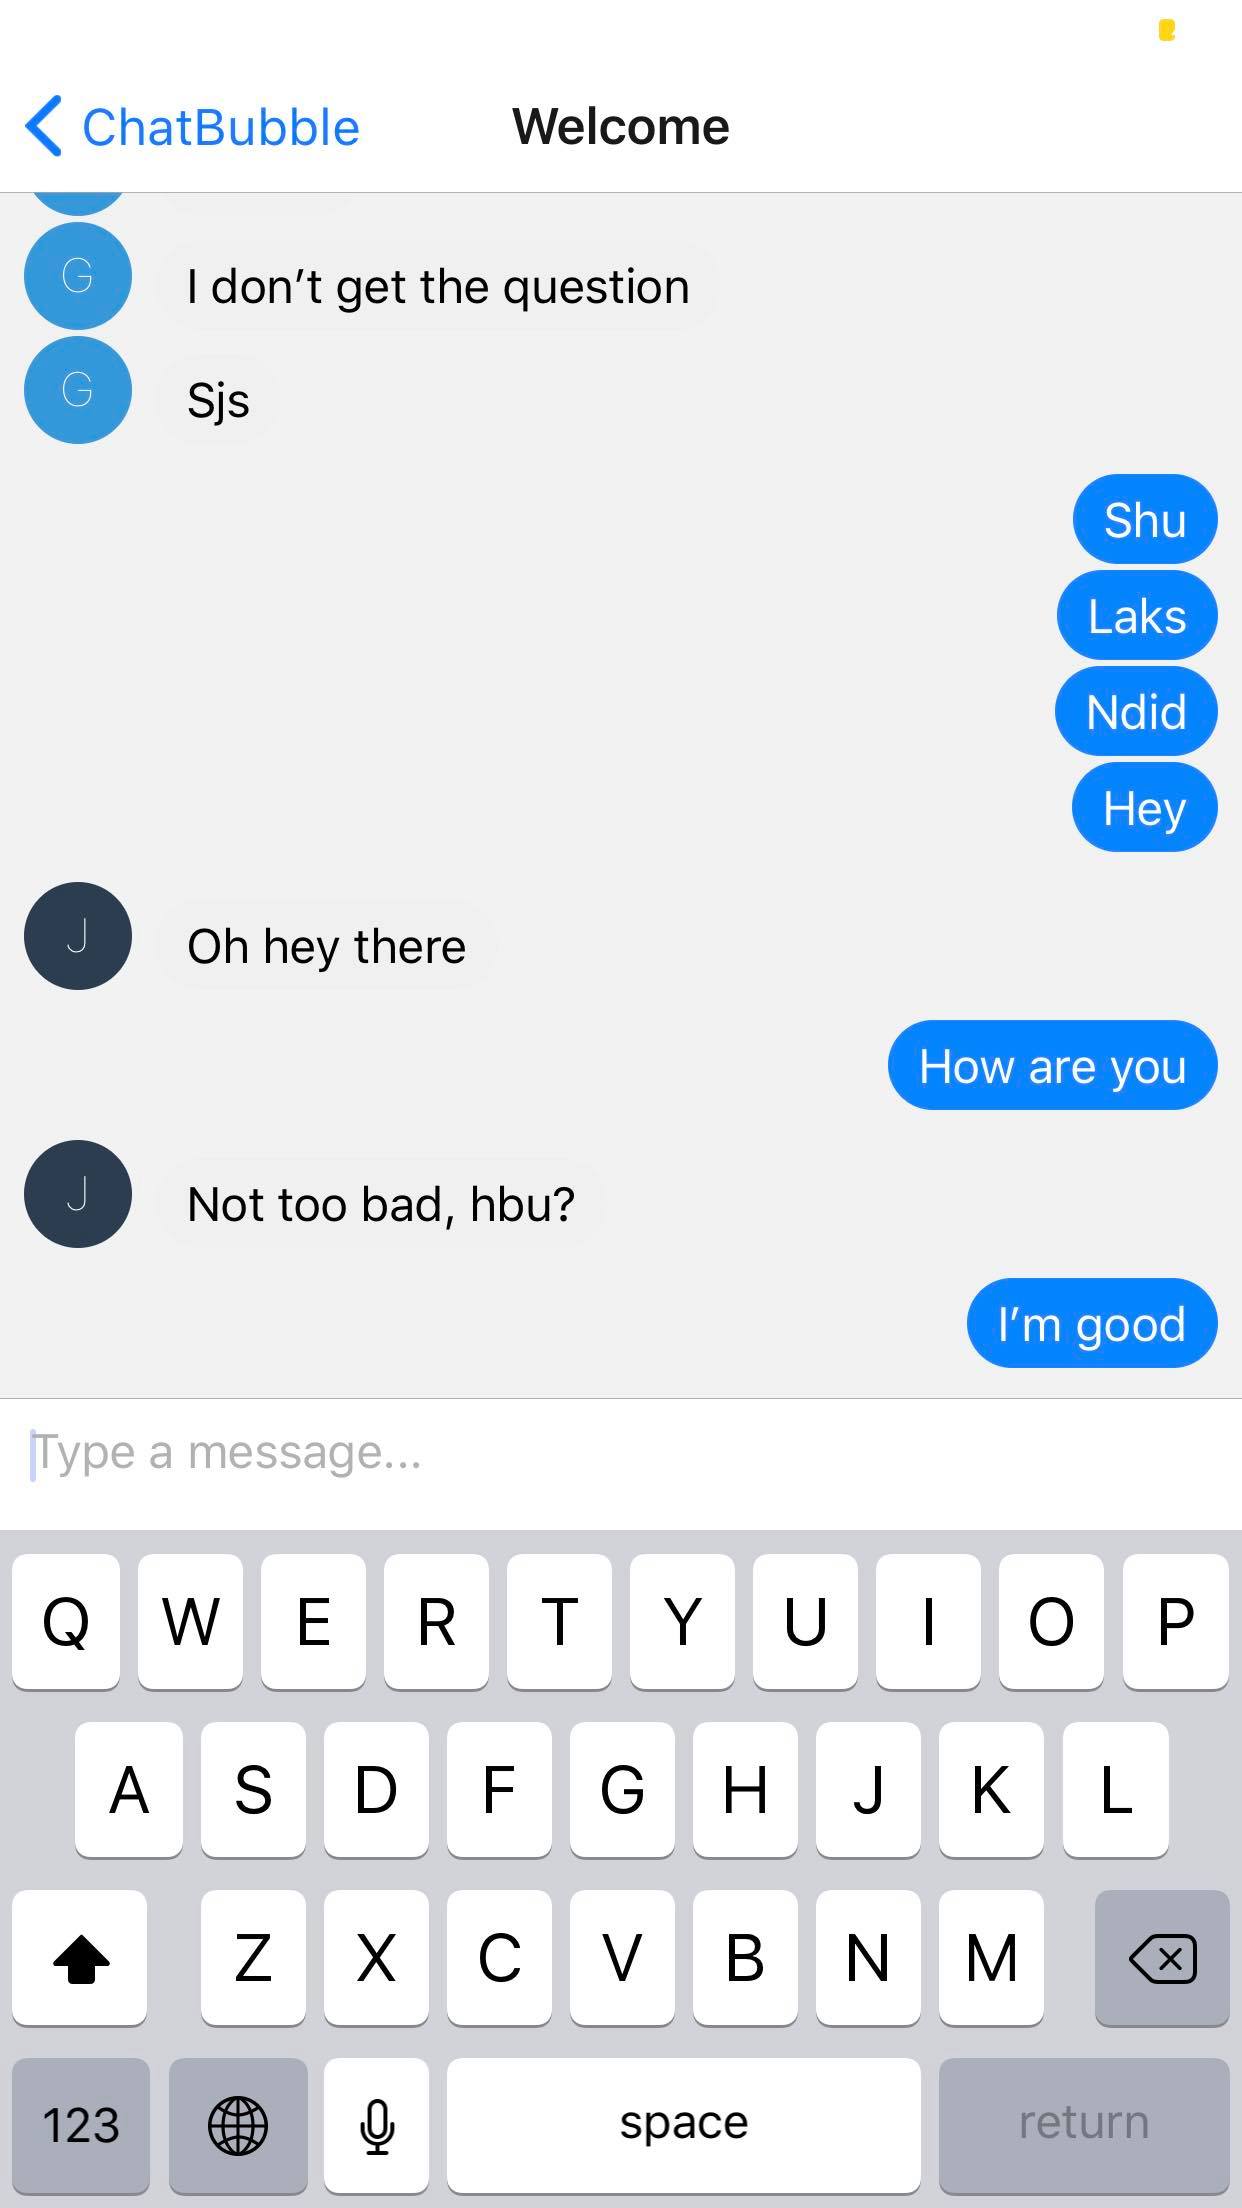 ChatBubble
Welcome
G
I don’t get the question
G
Sjs
Shu
Laks
Ndid
Hey
J
Oh hey there
How are you
J
Not too bad, hbu?
I’m good
Type a message...
Q W E R T Y U I O P
A S D F G H J K L
Z X C V B N M
123 space return